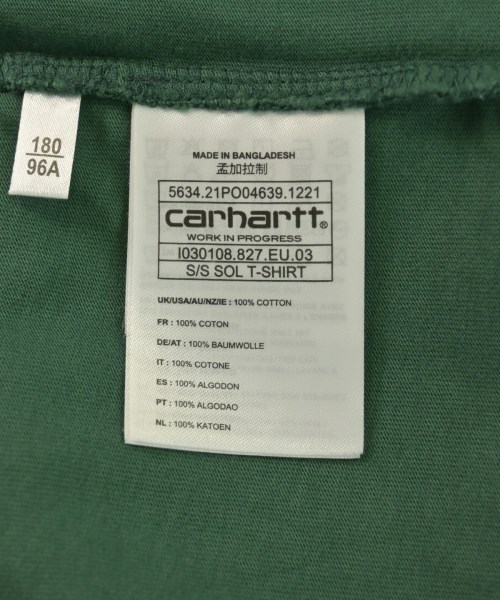 180
96A
MADE IN BANGLADESH
孟加拉制
5634.21PO04639.1221
carhartt®
WORK IN PROGRESS
I030108.827.EU.03
S/S SOL T-SHIRT
UK/USA/AU/NZ/IE : 100% COTTON
FR : 100% COTON
DE/AT : 100% BAUMWOLLE
IT : 100% COTONE
ES : 100% ALGODON
PT : 100% ALGODAO
NL : 100% KATOEN